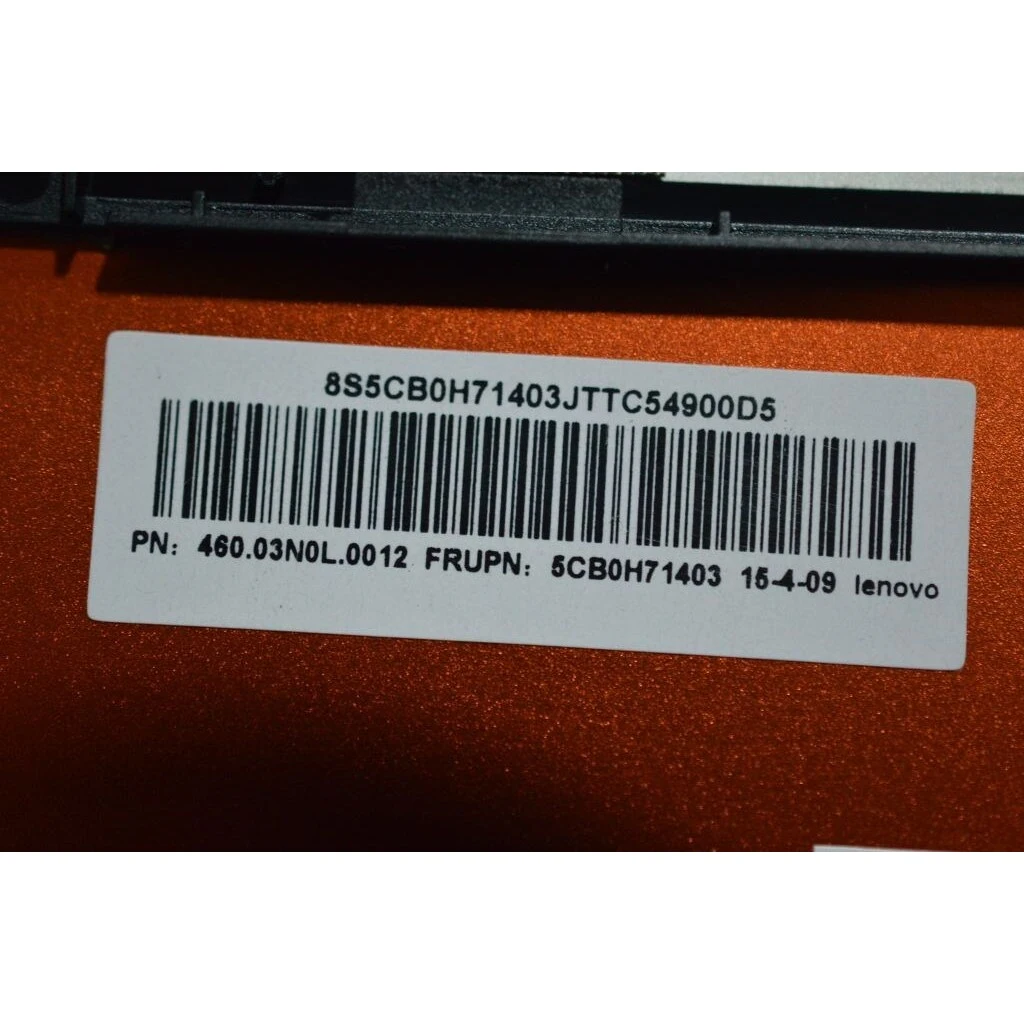 8S5CB0H71403JTTC54900D5
PN: 460.03N0L.0012 FRUPN: 5CB0H71403 15-4-09 lenovo